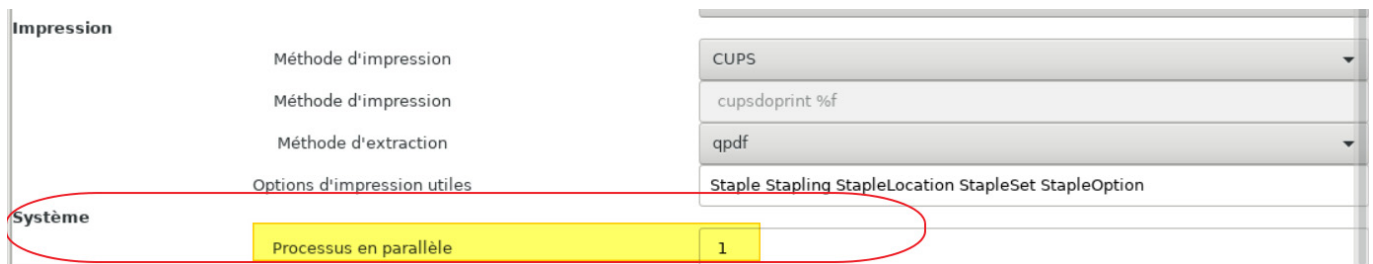 Impression
Méthode d'impression CUPS
Méthode d'impression cupsdoprint %f
Méthode d'extraction qpdf
Options d'impression utiles Staple Stapling StapleLocation StapleSet StapleOption
Système
Processus en parallèle 1